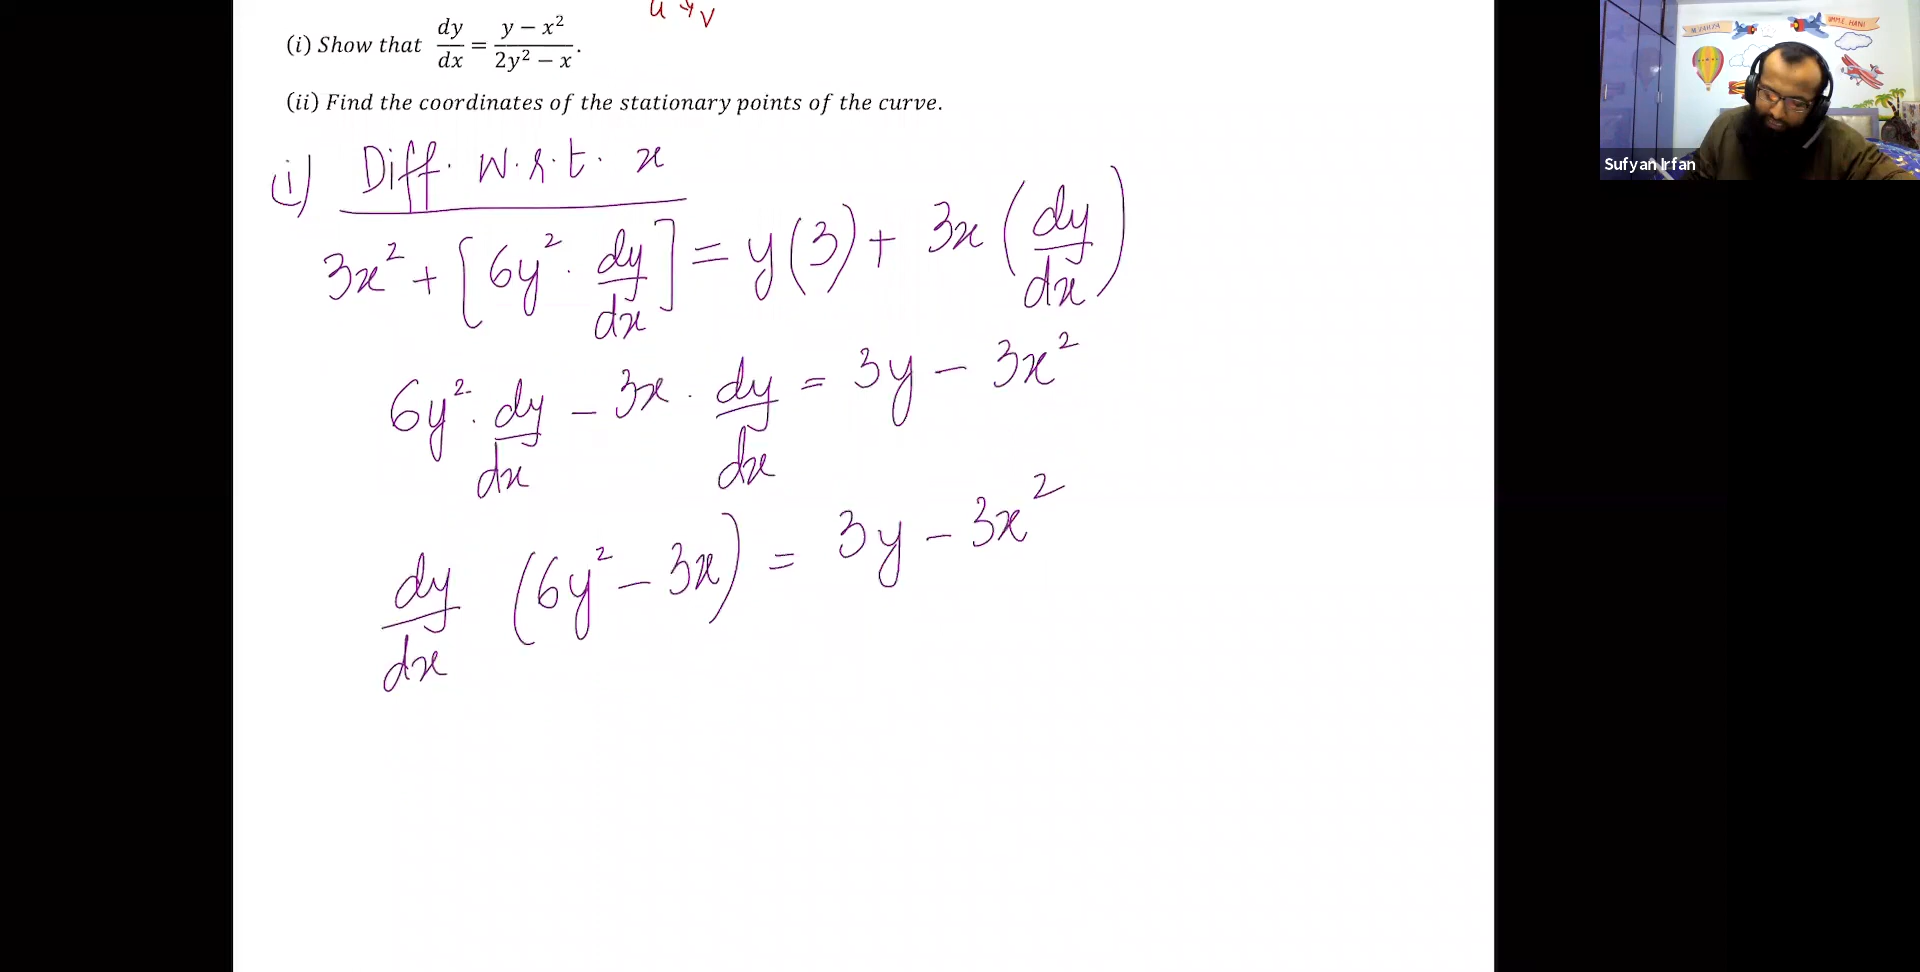 u v
(i) Show that dy/dx = (y − x²)/(2y² − x).
(ii) Find the coordinates of the stationary points of the curve.
(i) Diff. w.r.t. x
3x² + [6y² · dy/dx] = y(3) + 3x (dy/dx)
6y² · dy/dx − 3x · dy/dx = 3y − 3x²
dy/dx (6y² − 3x) = 3y − 3x²
UMME HANI
Sufyan Irfan